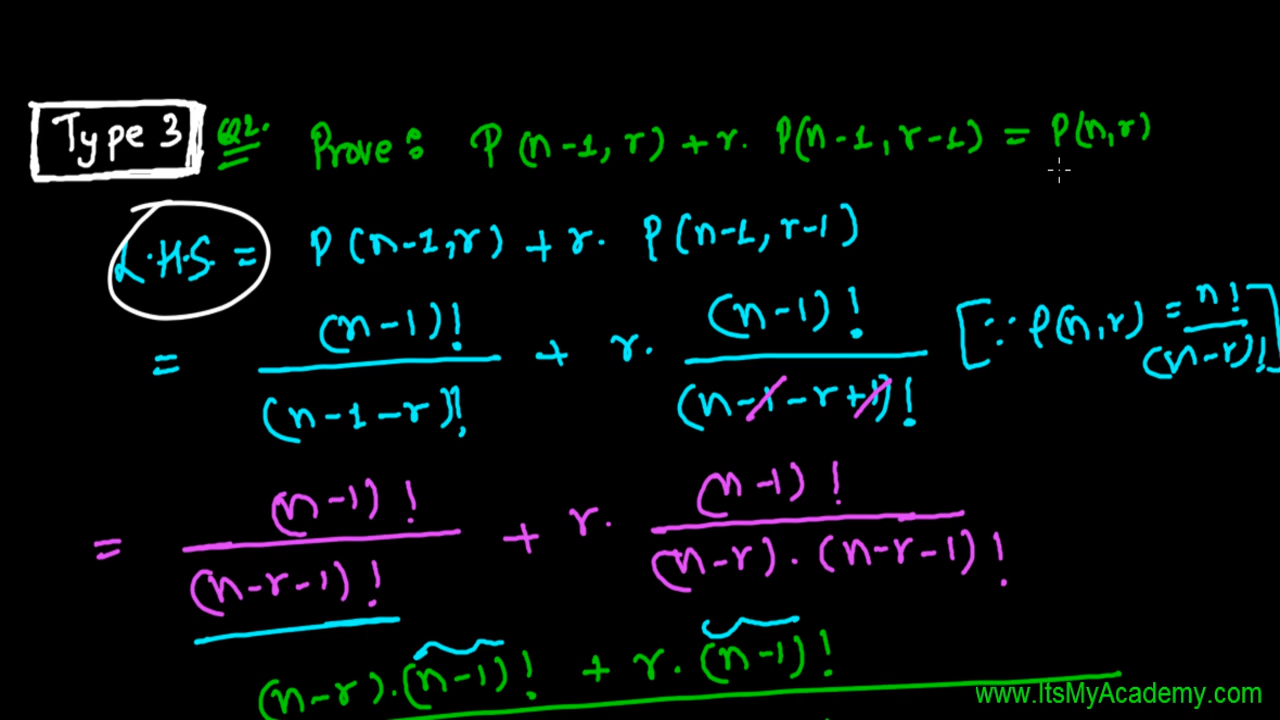 Type 3 Q2. Prove: P(n-1, r) + r. P(n-1, r-1) = P(n,r)
L.H.S = P(n-1,r) + r. P(n-1, r-1)
= (n-1)! / (n-1-r)! + r. (n-1)! / (n-1-r+1)! [∵ P(n,r) = n! / (n-r)!]
= (n-1)! / (n-r-1)! + r. (n-1)! / (n-r).(n-r-1)!
(n-r).(n-1)! + r.(n-1)!
www.ItsMyAcademy.com